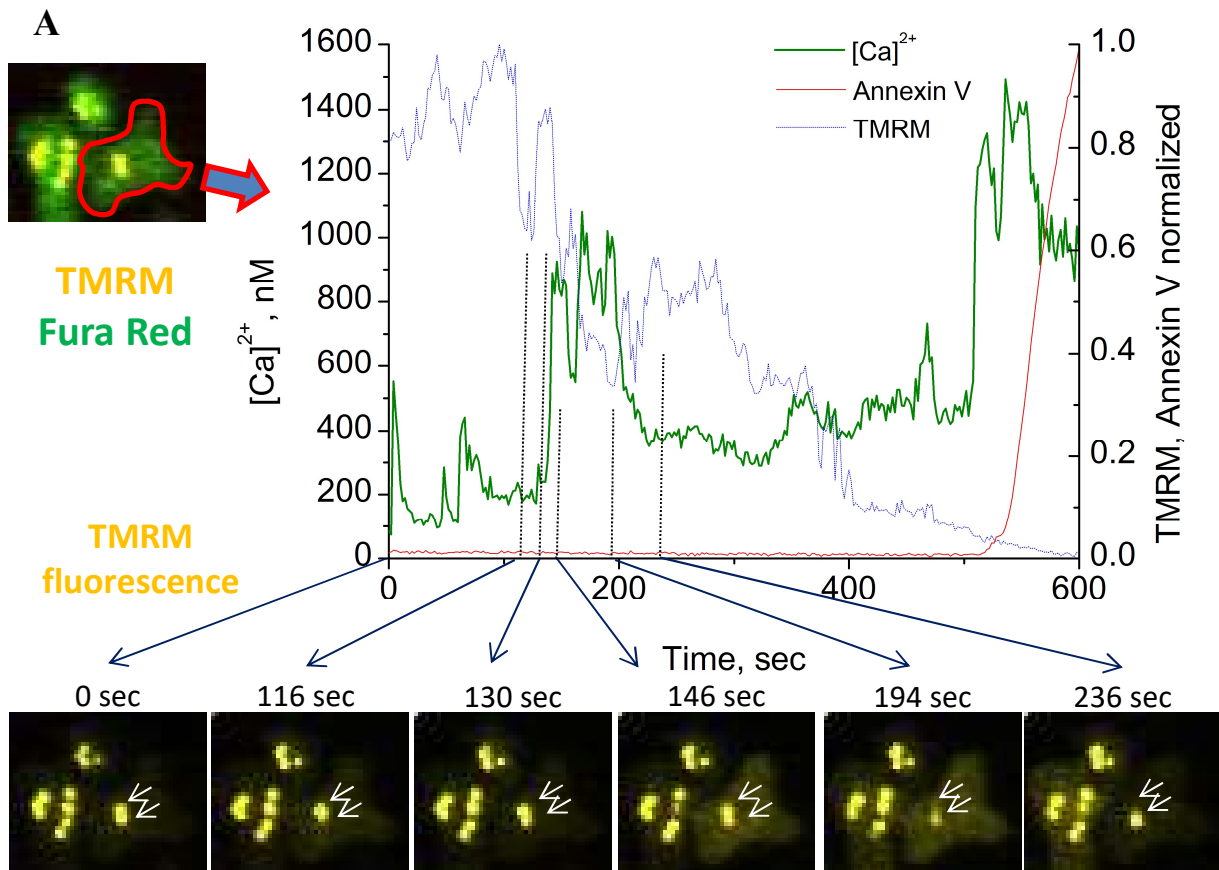 A
1600
1400
1200
1000
800
600
400
200
0
[Ca]²⁺, nM
[Ca]²⁺
Annexin V
TMRM
1.0
0.8
0.6
0.4
0.2
0.0
TMRM, Annexin V normalized
TMRM
Fura Red
TMRM
fluorescence
0 200 400 600
Time, sec
0 sec 116 sec 130 sec 146 sec 194 sec 236 sec